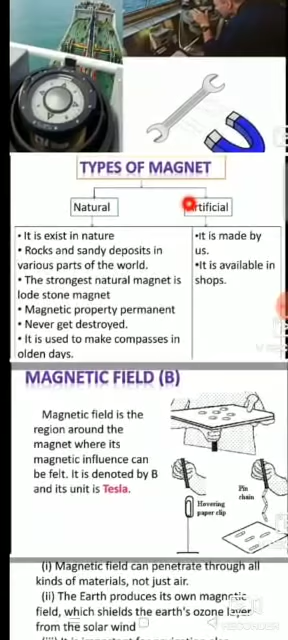 TYPES OF MAGNET
Natural
Artificial
• It is exist in nature
• Rocks and sandy deposits in
various parts of the world.
• The strongest natural magnet is
lode stone magnet
• Magnetic property permanent
• Never get destroyed.
• It is used to make compasses in
olden days.
•It is made by
us.
•It is available in
shops.
MAGNETIC FIELD (B)
Magnetic field is the
region around the
magnet where its
magnetic influence can
be felt. It is denoted by B
and its unit is Tesla.
Hovering
paper clip
Pin
chain
(i) Magnetic field can penetrate through all
kinds of materials, not just air.
(ii) The Earth produces its own magnetic
field, which shields the earth's ozone layer
from the solar wind